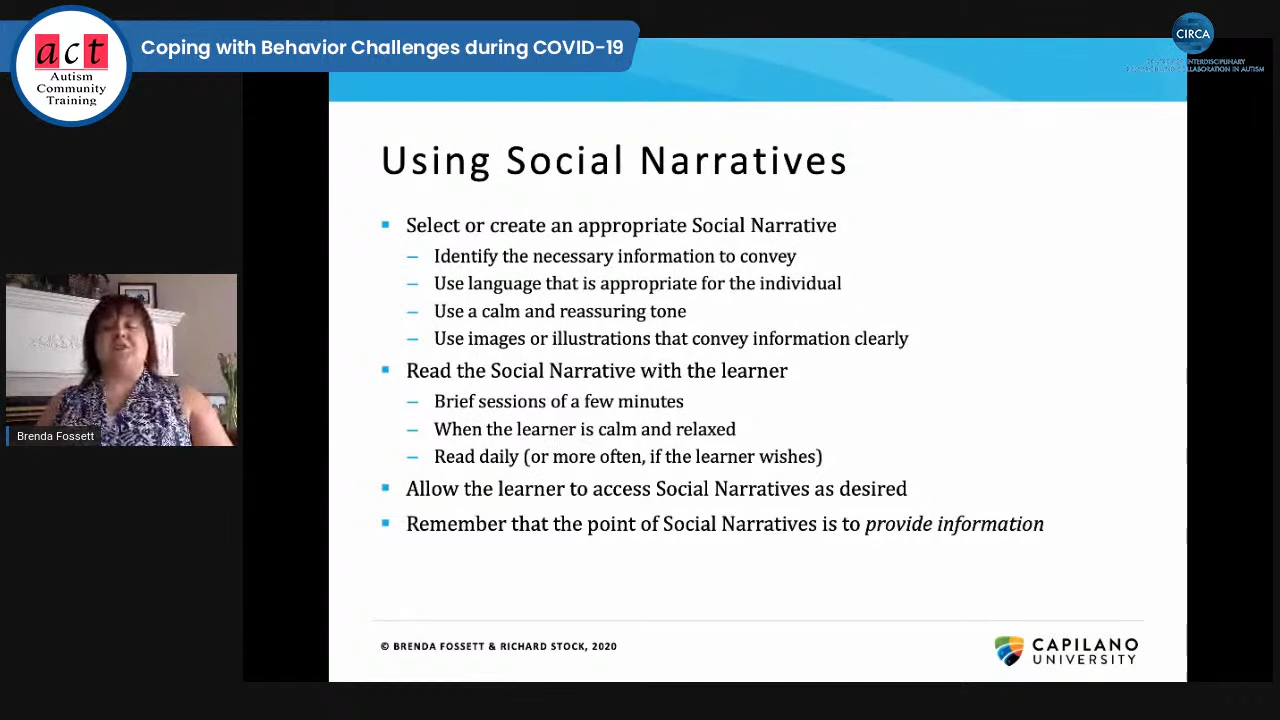 act
Autism
Community
Training
Coping with Behavior Challenges during COVID-19
CIRCA
Using Social Narratives
Select or create an appropriate Social Narrative
– Identify the necessary information to convey
– Use language that is appropriate for the individual
– Use a calm and reassuring tone
– Use images or illustrations that convey information clearly
Read the Social Narrative with the learner
– Brief sessions of a few minutes
– When the learner is calm and relaxed
– Read daily (or more often, if the learner wishes)
Allow the learner to access Social Narratives as desired
Remember that the point of Social Narratives is to provide information
Brenda Fossett
© BRENDA FOSSETT & RICHARD STOCK, 2020
CAPILANO
UNIVERSITY